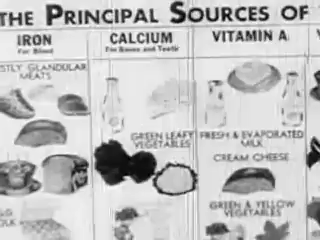 THE PRINCIPAL SOURCES OF
IRON
For Blood
CALCIUM
For Bones and Teeth
VITAMIN A
STLY GLANDULAR
MEATS
GREEN LEAFY
VEGETABLES
FRESH & EVAPORATED
MILK
CREAM CHEESE
GREEN & YELLOW
VEGETABLES